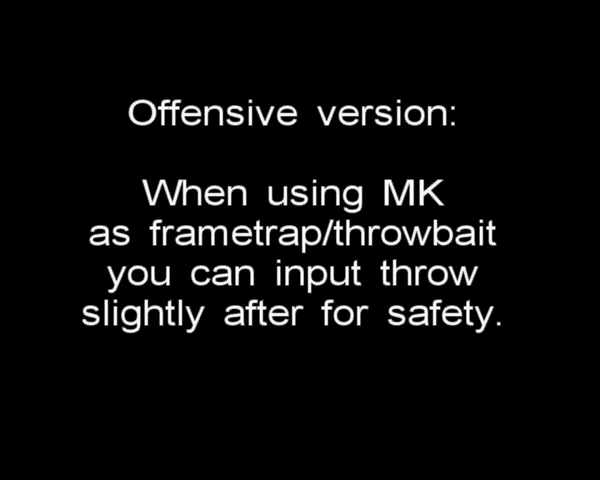 Offensive version:
When using MK
as frametrap/throwbait
you can input throw
slightly after for safety.